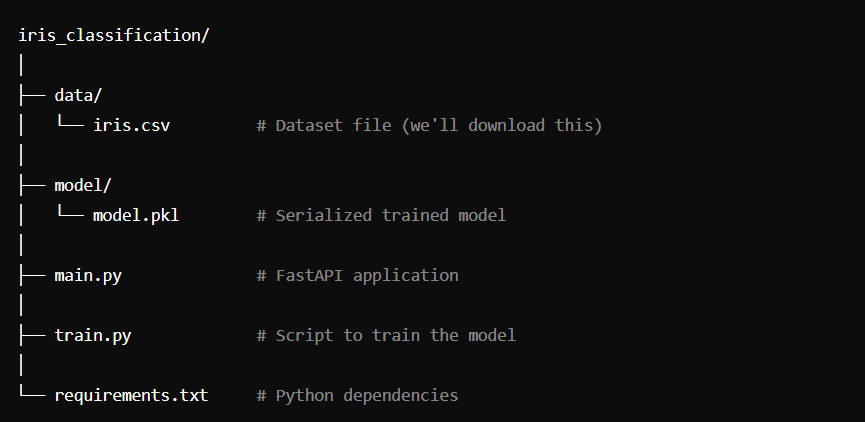 iris_classification/
│
├── data/
│   └── iris.csv         # Dataset file (we'll download this)
│
├── model/
│   └── model.pkl        # Serialized trained model
│
├── main.py              # FastAPI application
│
├── train.py             # Script to train the model
│
└── requirements.txt     # Python dependencies